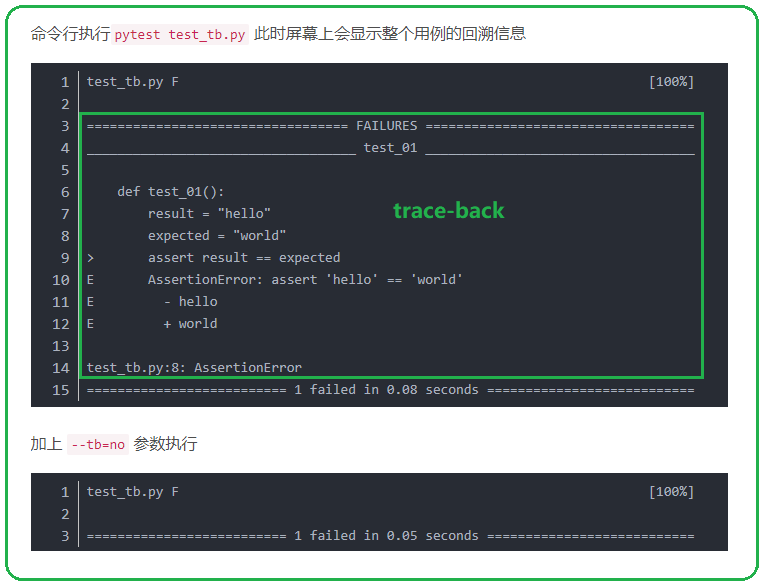 命令行执行 pytest test_tb.py 此时屏幕上会显示整个用例的回溯信息
1 test_tb.py F [100%]
2
3 ================================== FAILURES ===================================
4 ___________________________________ test_01 ___________________________________
5
6     def test_01():
7         result = "hello"
trace-back
8         expected = "world"
9 >       assert result == expected
10 E       AssertionError: assert 'hello' == 'world'
11 E         - hello
12 E         + world
13
14 test_tb.py:8: AssertionError
15 ========================== 1 failed in 0.08 seconds ===========================
加上 --tb=no 参数执行
1 test_tb.py F [100%]
2
3 ========================== 1 failed in 0.05 seconds ===========================